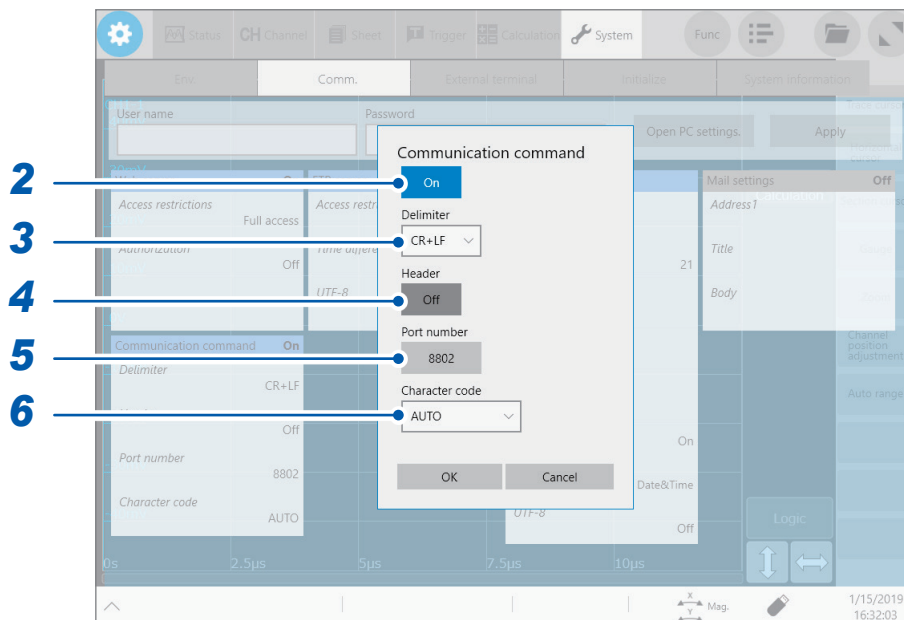 Status
CH Channel
Sheet
Trigger
Calculation
System
Func
Env.
Comm.
External terminal
Initialize
System information
User name
Password
Open PC settings.
Apply
Communication command
2
On
Delimiter
3
CR+LF
Header
4
Off
Port number
5
8802
Character code
6
AUTO
OK
Cancel
On
Access restrictions
Full access
Authorization
Off
Access restr
Time differe
UTF-8
21
Mail settings
Off
Address1
Title
Body
Communication command
On
Delimiter
CR+LF
Off
Port number
8802
Character code
AUTO
On
Date&Time
UTF-8
Off
Channel
position
adjustment
Auto range
Logic
0s
2.5μs
5μs
7.5μs
10μs
X
Y
Mag.
1/15/2019
16:32:03